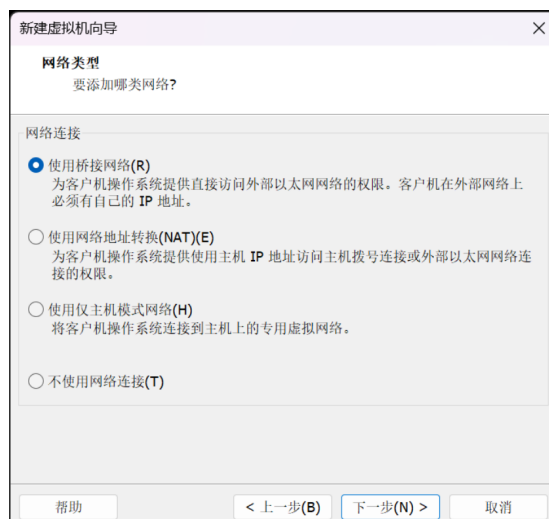 新建虚拟机向导
网络类型
要添加哪类网络?
网络连接
使用桥接网络(R)
为客户机操作系统提供直接访问外部以太网网络的权限。客户机在外部网络上
必须有自己的 IP 地址。
使用网络地址转换(NAT)(E)
为客户机操作系统提供使用主机 IP 地址访问主机拨号连接或外部以太网网络连
接的权限。
使用仅主机模式网络(H)
将客户机操作系统连接到主机上的专用虚拟网络。
不使用网络连接(T)
帮助
< 上一步(B)
下一步(N) >
取消